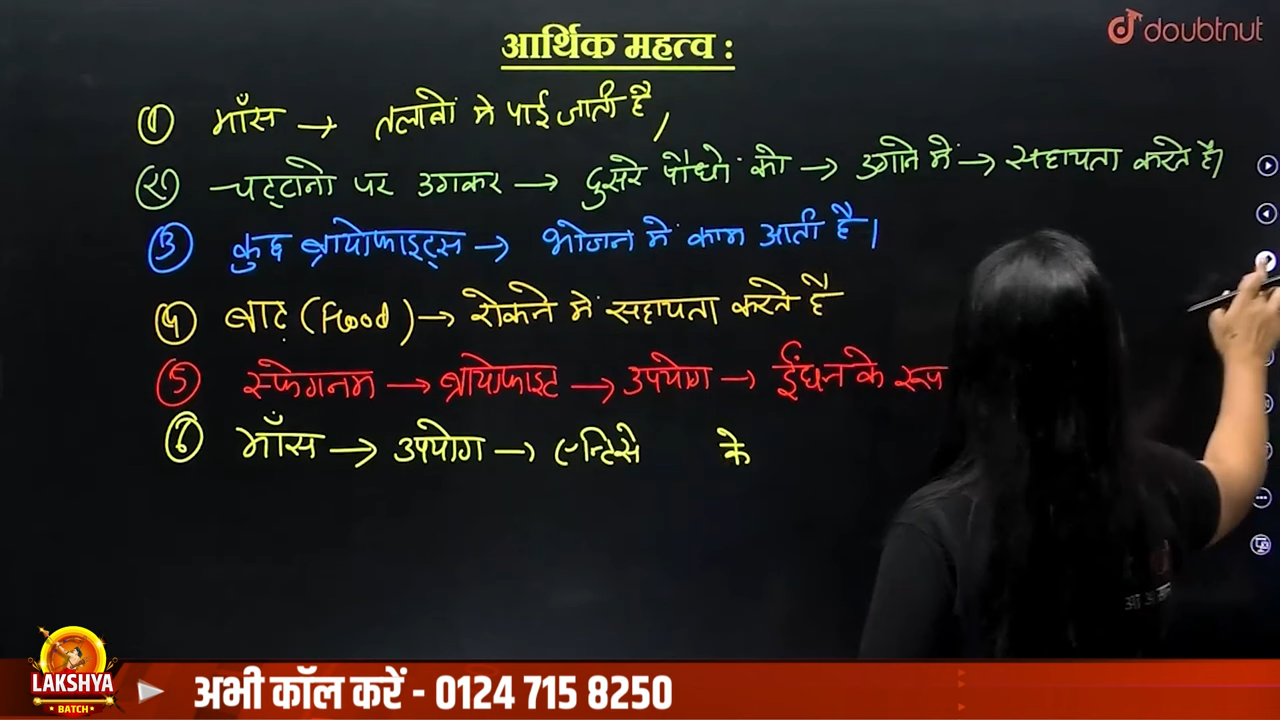 आर्थिक महत्व :
doubtnut
① माँस → तलाबों मे पाई जाती है,
② चट्टानो पर उगकर → दुसरे पौधो को → उगाने में → सहायता करते है।
③ कुछ ब्रायोफाइट्स → भोजन में काम आती है।
④ बाढ़ (Flood) → रोकने में सहायता करते है
⑤ स्फेगनम → ब्रायोफाइट → उपयोग → ईंधन के रूप
⑥ माँस → उपयोग → एन्टिसे के
LAKSHYA
BATCH
अभी कॉल करें - 0124 715 8250